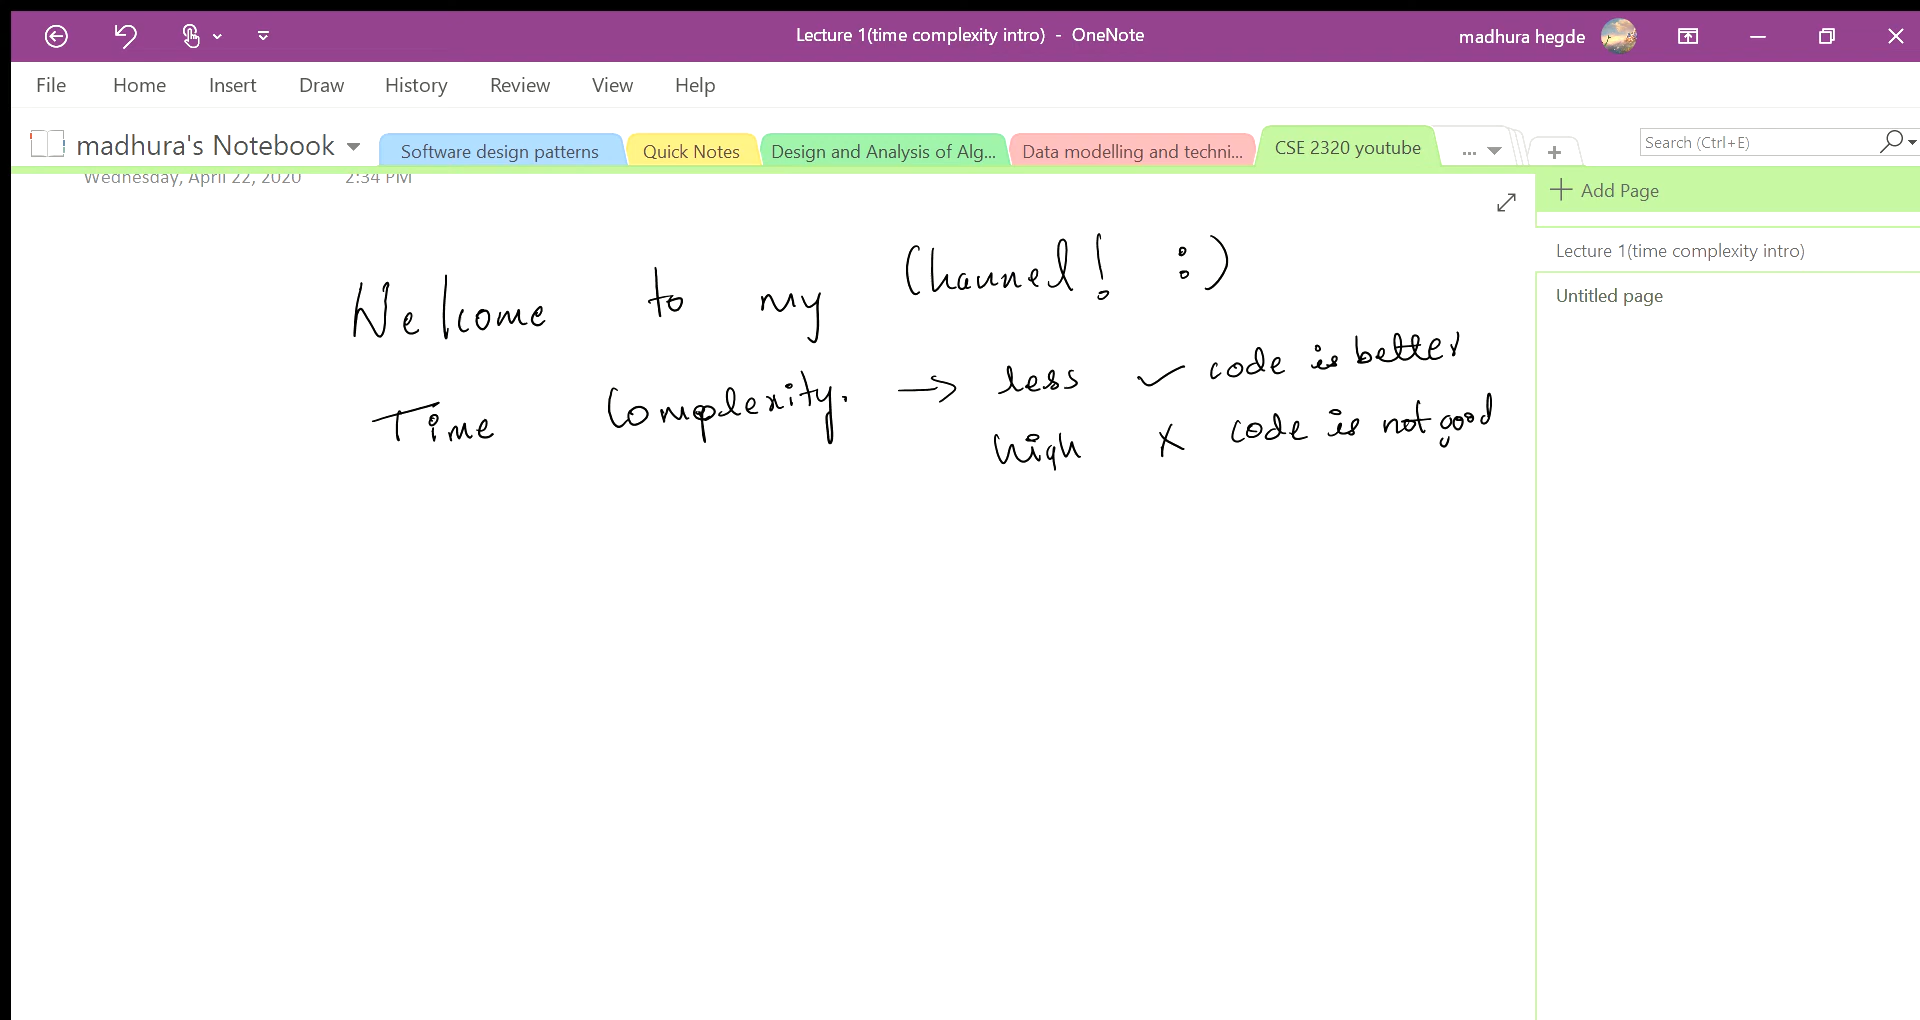 Lecture 1(time complexity intro) - OneNote
madhura hegde
File Home Insert Draw History Review View Help
madhura's Notebook
Software design patterns
Quick Notes
Design and Analysis of Alg...
Data modelling and techni...
CSE 2320 youtube
...
Search (Ctrl+E)
Wednesday, April 22, 2020 2:34 PM
Add Page
Lecture 1(time complexity intro)
Untitled page
Welcome to my Channel! :)
Time Complexity. → less ✓ code is better
high X code is not good